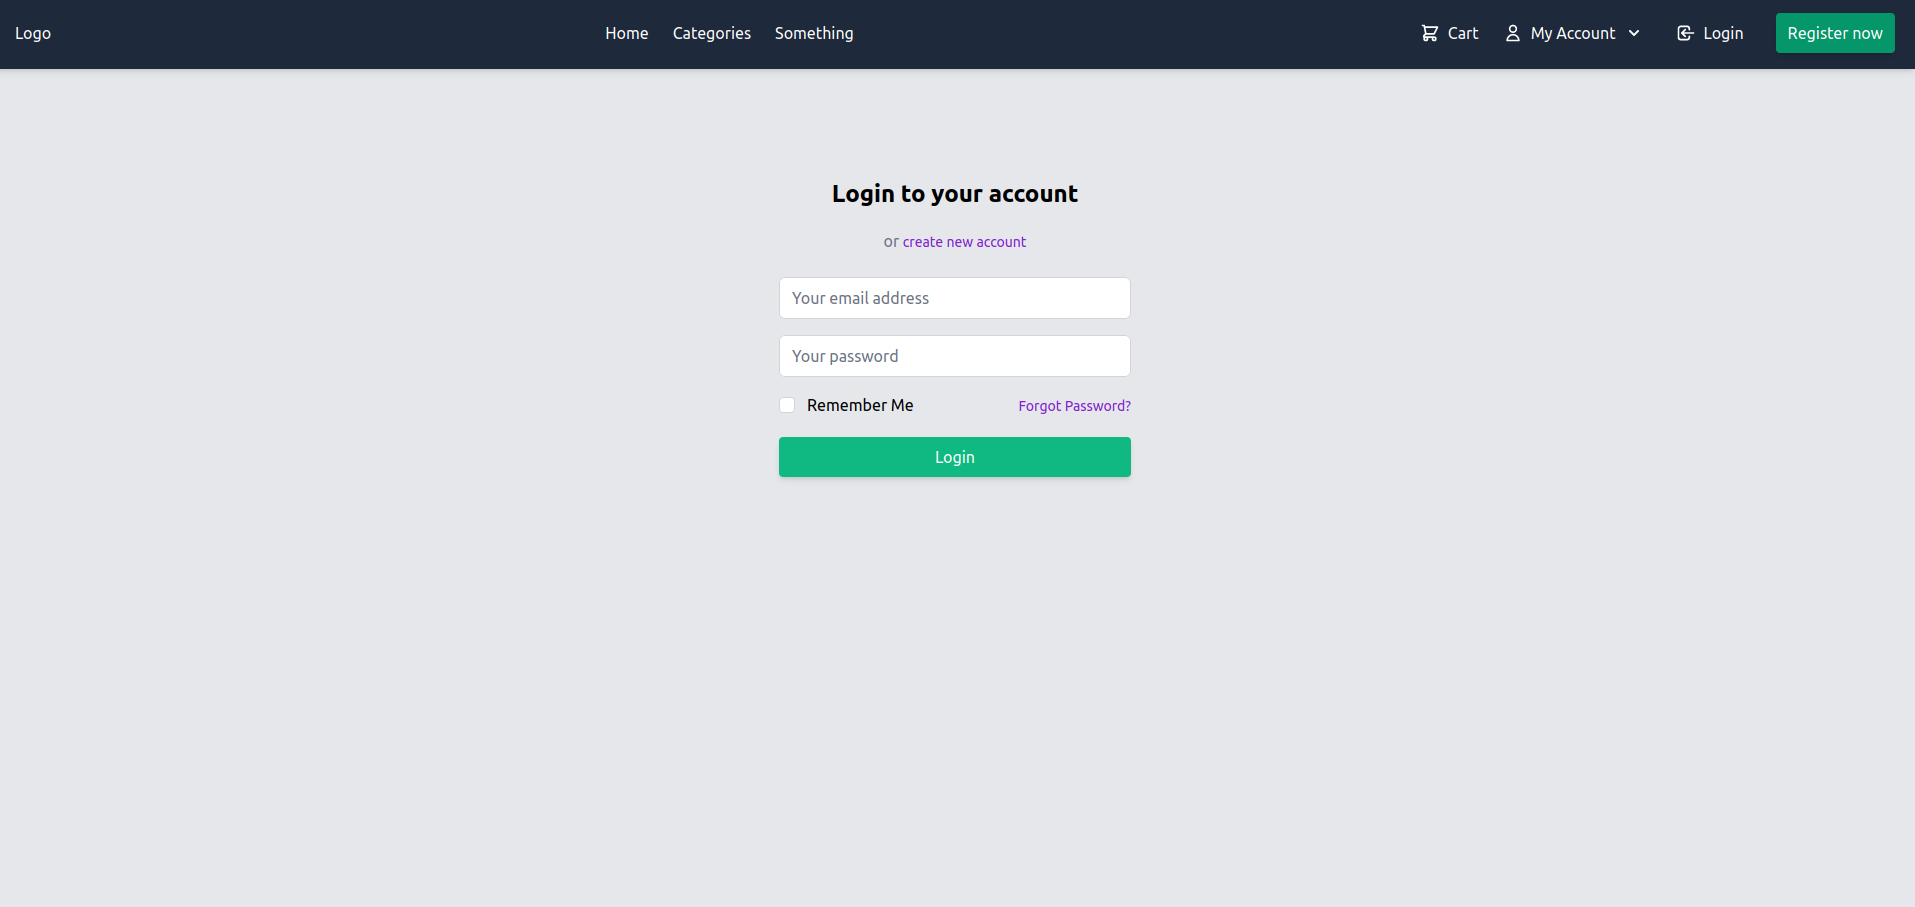 Logo Home Categories Something Cart My Account Login Register now
Login to your account
or create new account
Your email address
Your password
Remember Me Forgot Password?
Login